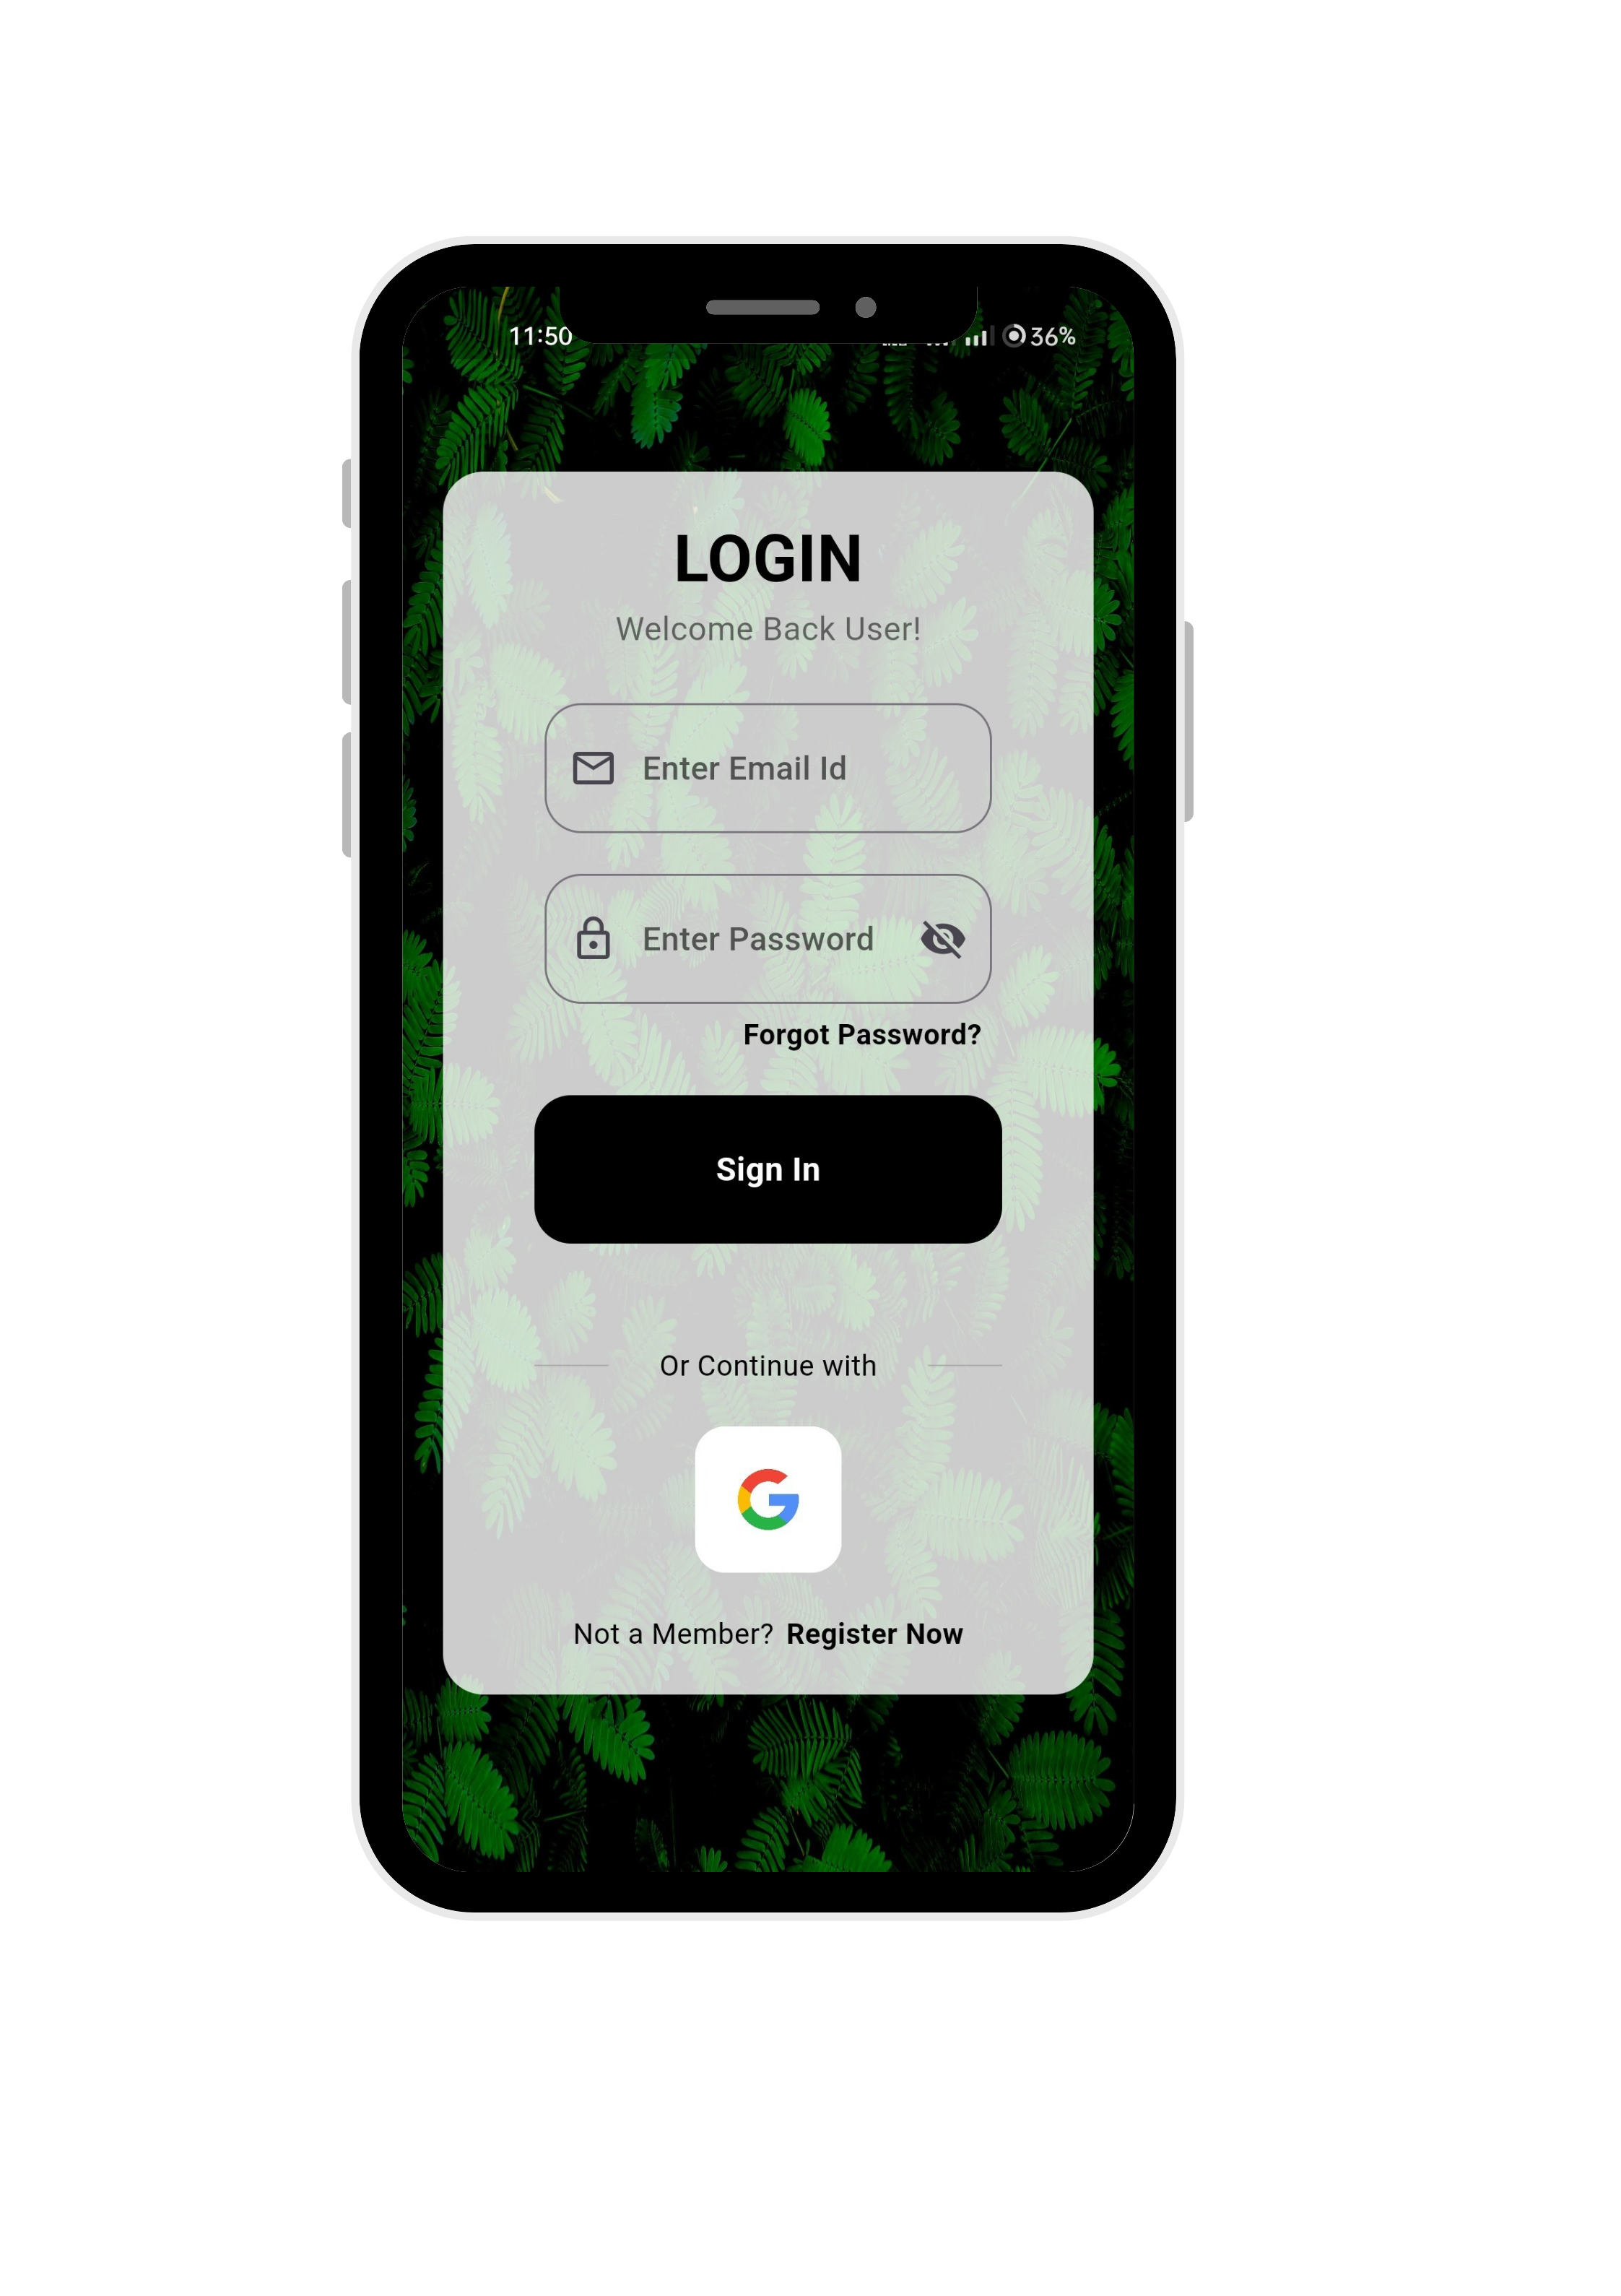 11:50 36%
LOGIN
Welcome Back User!
Enter Email Id
Enter Password
Forgot Password?
Sign In
Or Continue with
Not a Member? Register Now